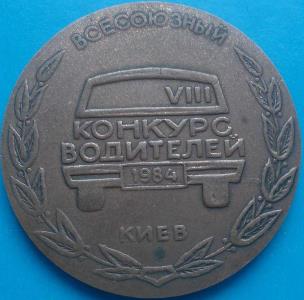 ВСЕСОЮЗНЫЙ
VIII
КОНКУРС
ВОДИТЕЛЕЙ
1984
КИЕВ